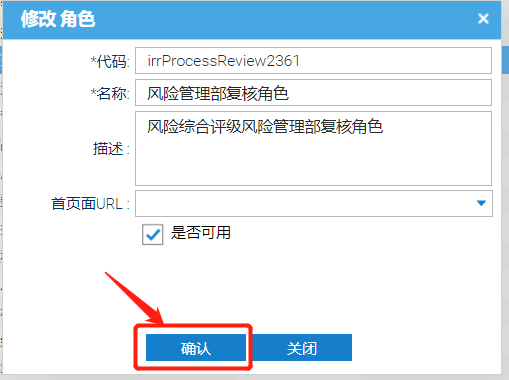 修改 角色
*代码: irrProcessReview2361
*名称: 风险管理部复核角色
描述 : 风险综合评级风险管理部复核角色
首页面URL :
是否可用
确认 关闭